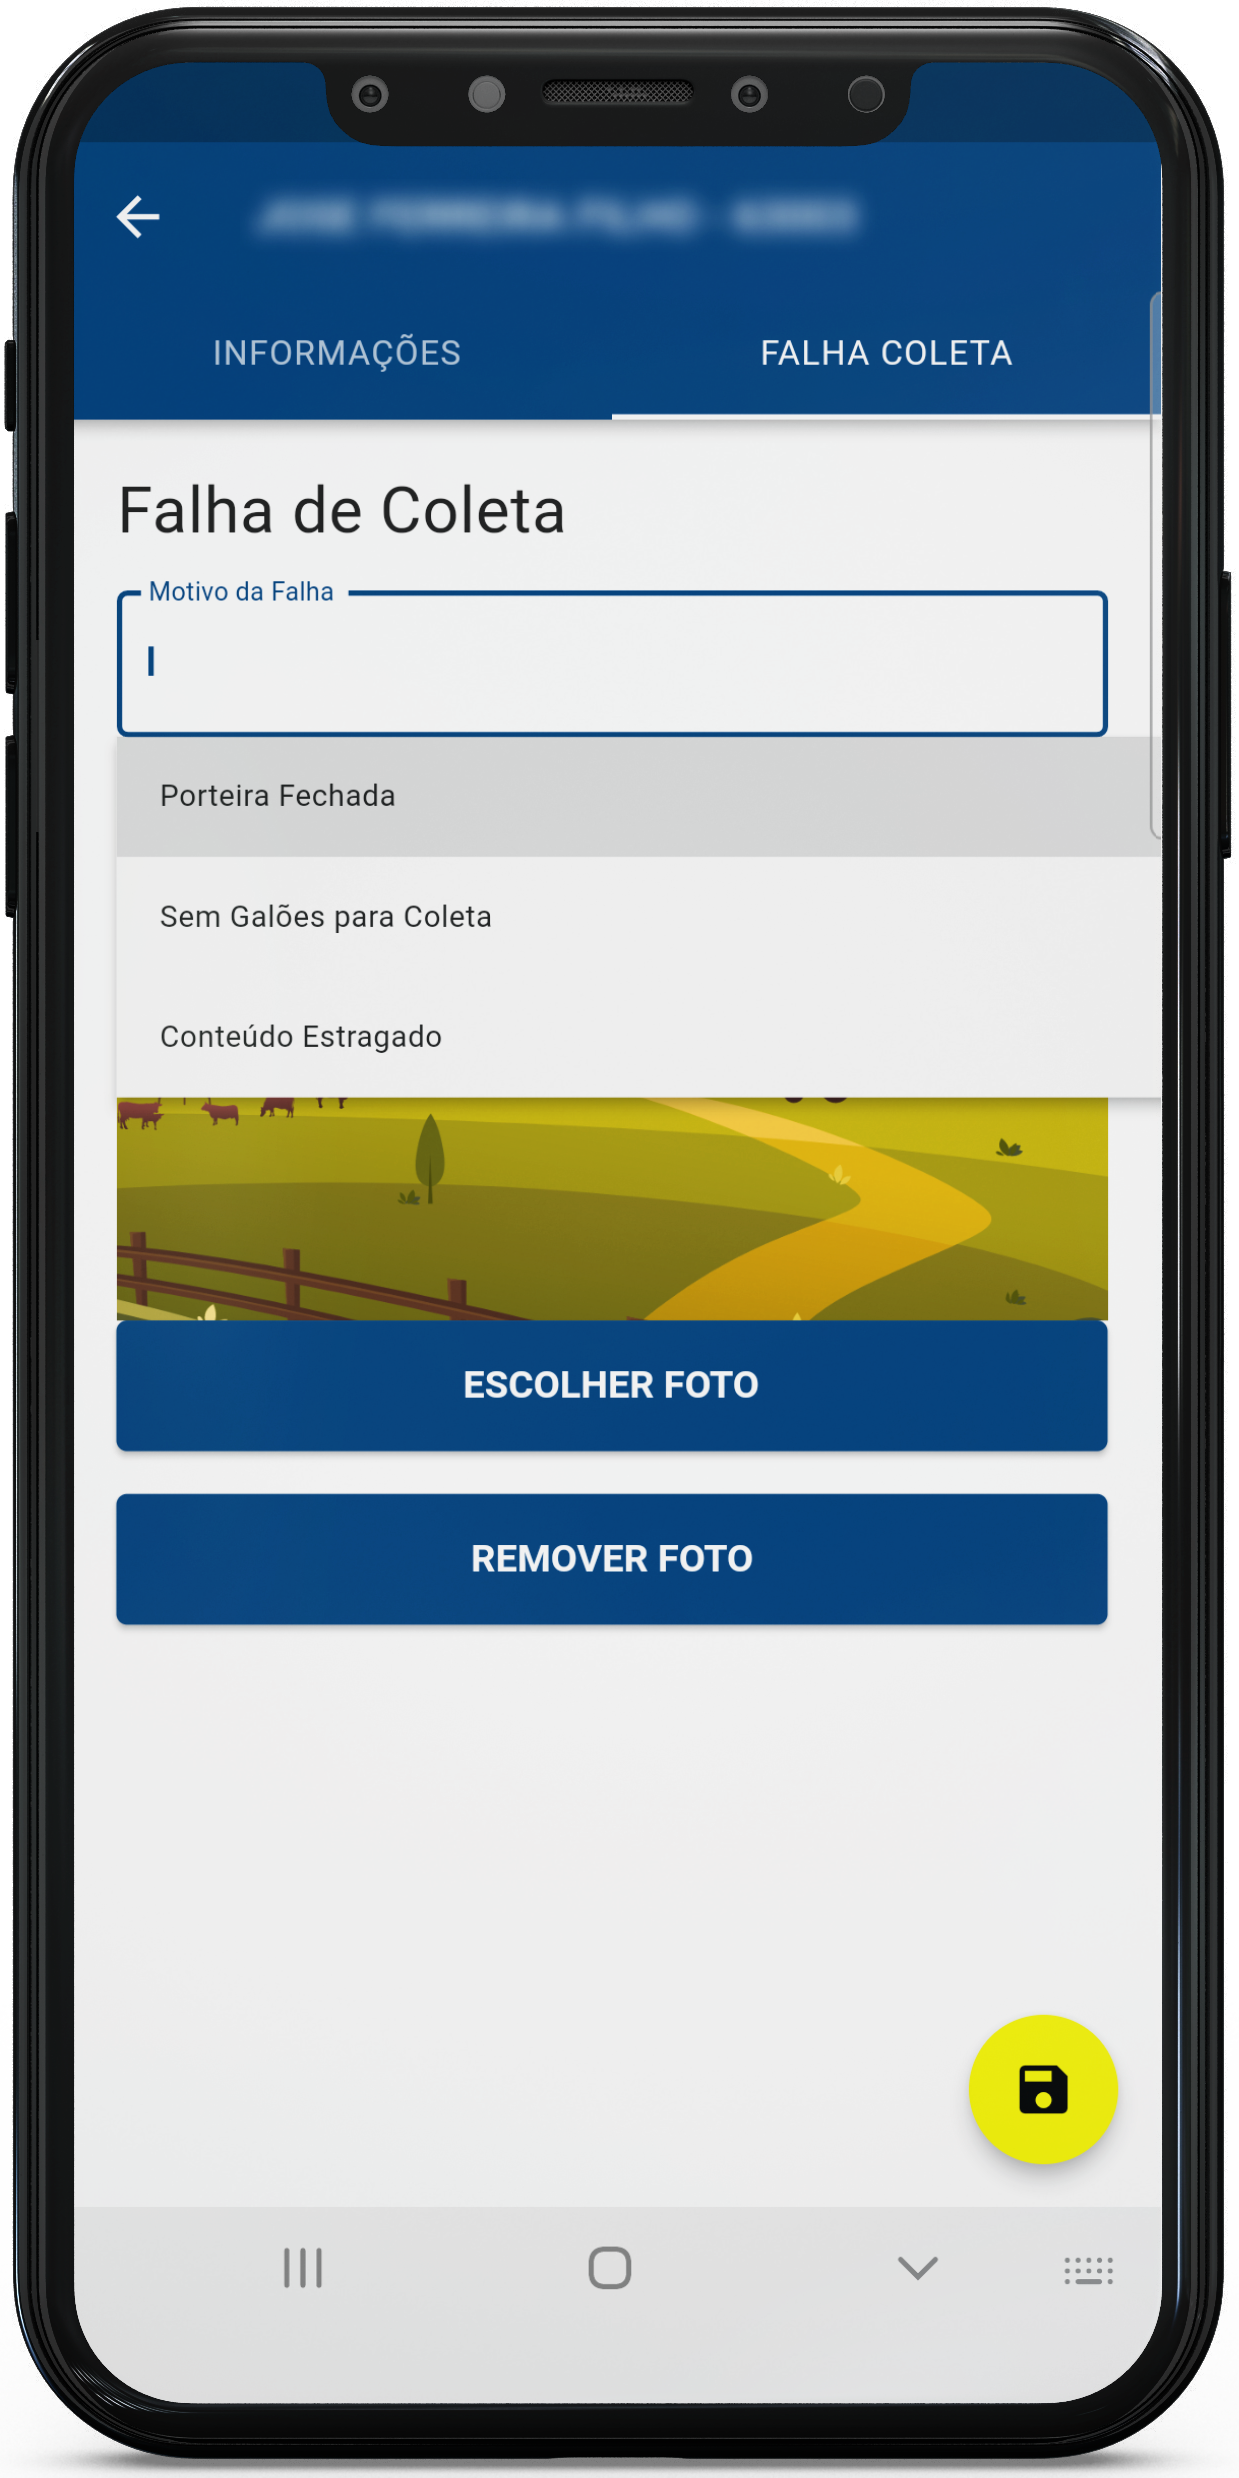 INFORMAÇÕES
FALHA COLETA
Falha de Coleta
Motivo da Falha
Porteira Fechada
Sem Galões para Coleta
Conteúdo Estragado
ESCOLHER FOTO
REMOVER FOTO